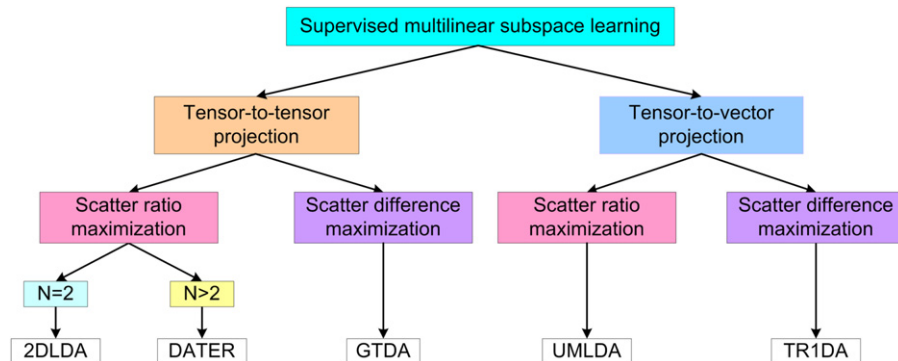 Supervised multilinear subspace learning
Tensor-to-tensor
projection
Tensor-to-vector
projection
Scatter ratio
maximization
Scatter difference
maximization
Scatter ratio
maximization
Scatter difference
maximization
N=2
N>2
2DLDA
DATER
GTDA
UMLDA
TR1DA